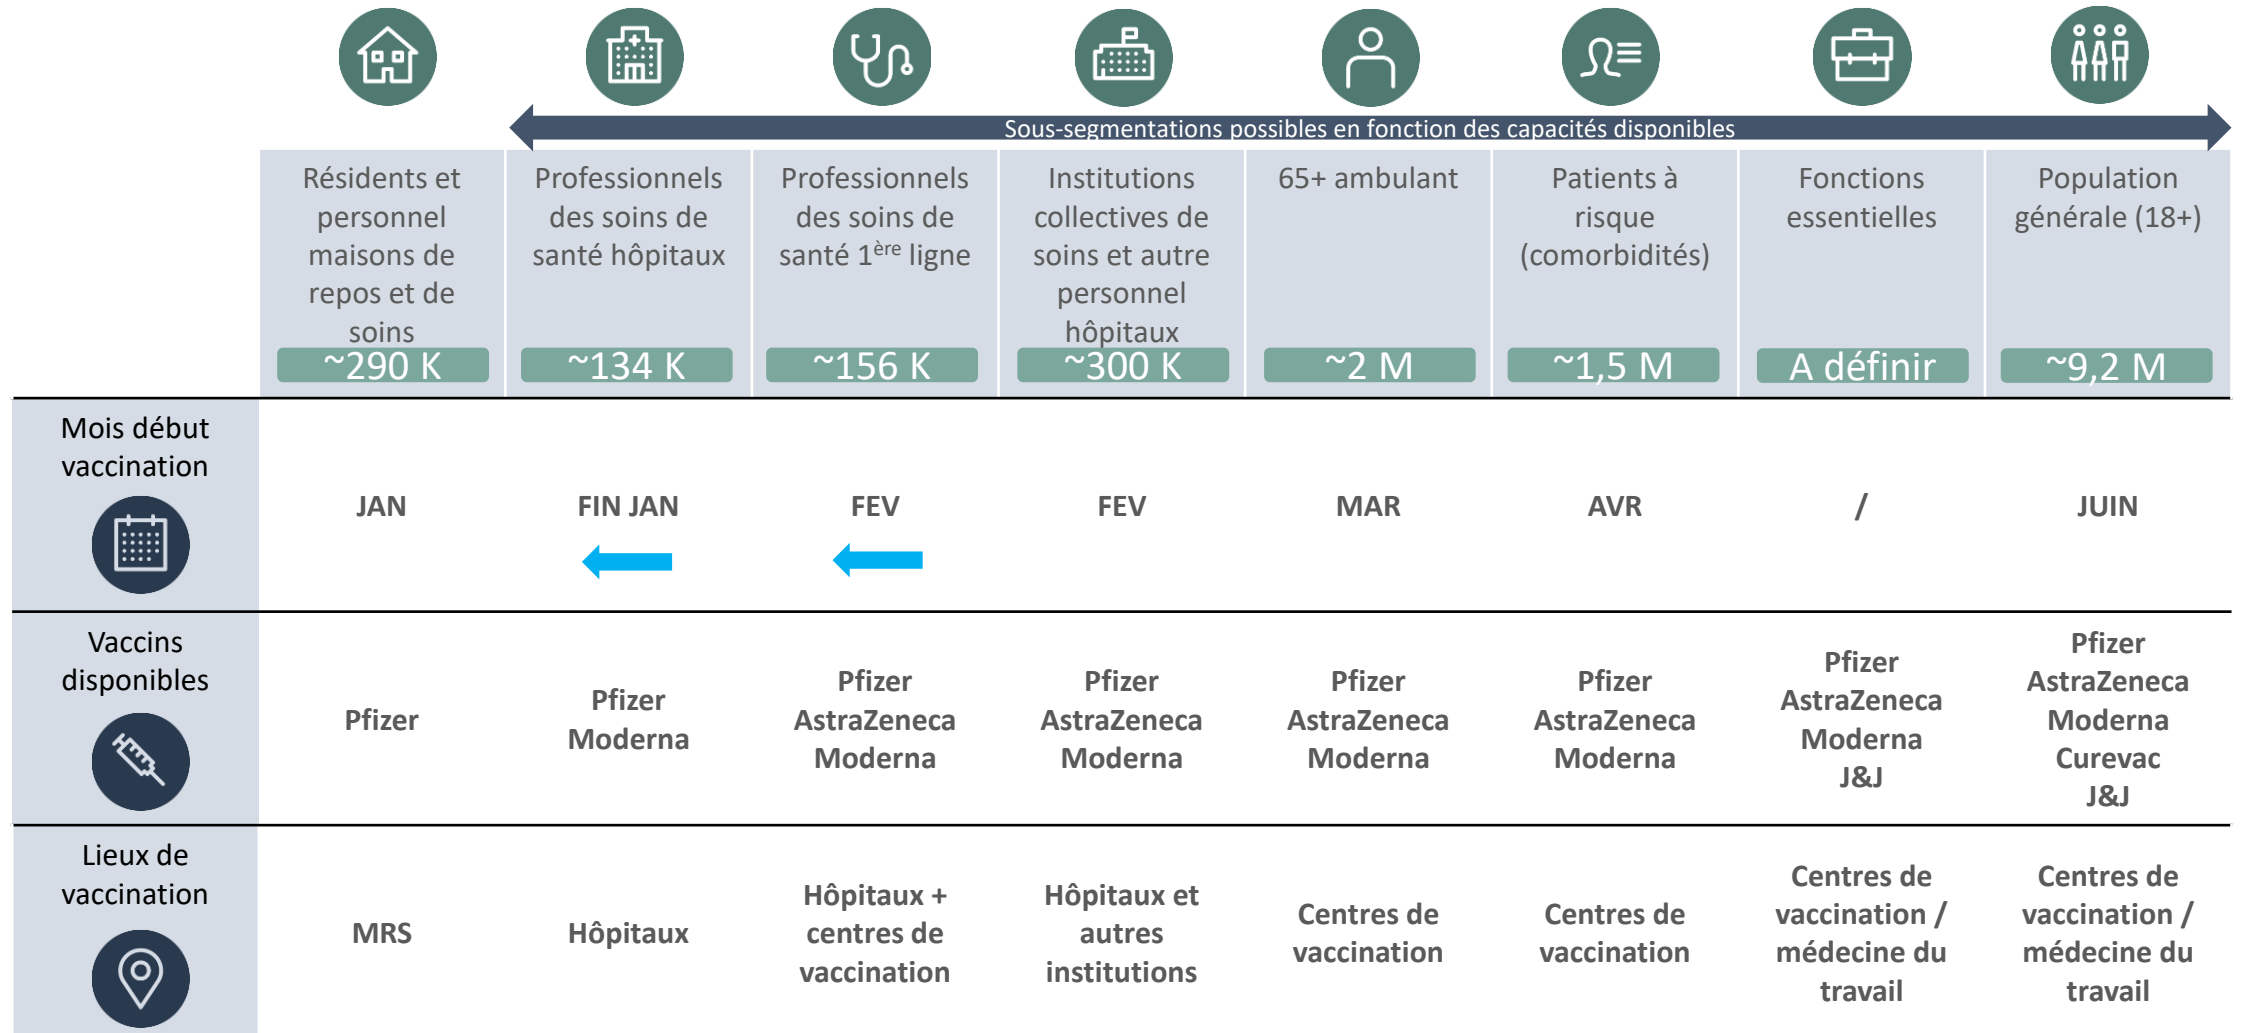 Sous-segmentations possibles en fonction des capacités disponibles
Résidents et
personnel
maisons de
repos et de
soins
~290 K
Professionnels
des soins de
santé hôpitaux
~134 K
Professionnels
des soins de
santé 1ère ligne
~156 K
Institutions
collectives de
soins et autre
personnel
hôpitaux
~300 K
65+ ambulant
~2 M
Patients à
risque
(comorbidités)
~1,5 M
Fonctions
essentielles
A définir
Population
générale (18+)
~9,2 M
Mois début
vaccination
JAN
FIN JAN
FEV
FEV
MAR
AVR
/
JUIN
Vaccins
disponibles
Pfizer
Pfizer
Moderna
Pfizer
AstraZeneca
Moderna
Pfizer
AstraZeneca
Moderna
Pfizer
AstraZeneca
Moderna
Pfizer
AstraZeneca
Moderna
Pfizer
AstraZeneca
Moderna
J&J
Pfizer
AstraZeneca
Moderna
Curevac
J&J
Lieux de
vaccination
MRS
Hôpitaux
Hôpitaux +
centres de
vaccination
Hôpitaux et
autres
institutions
Centres de
vaccination
Centres de
vaccination
Centres de
vaccination /
médecine du
travail
Centres de
vaccination /
médecine du
travail